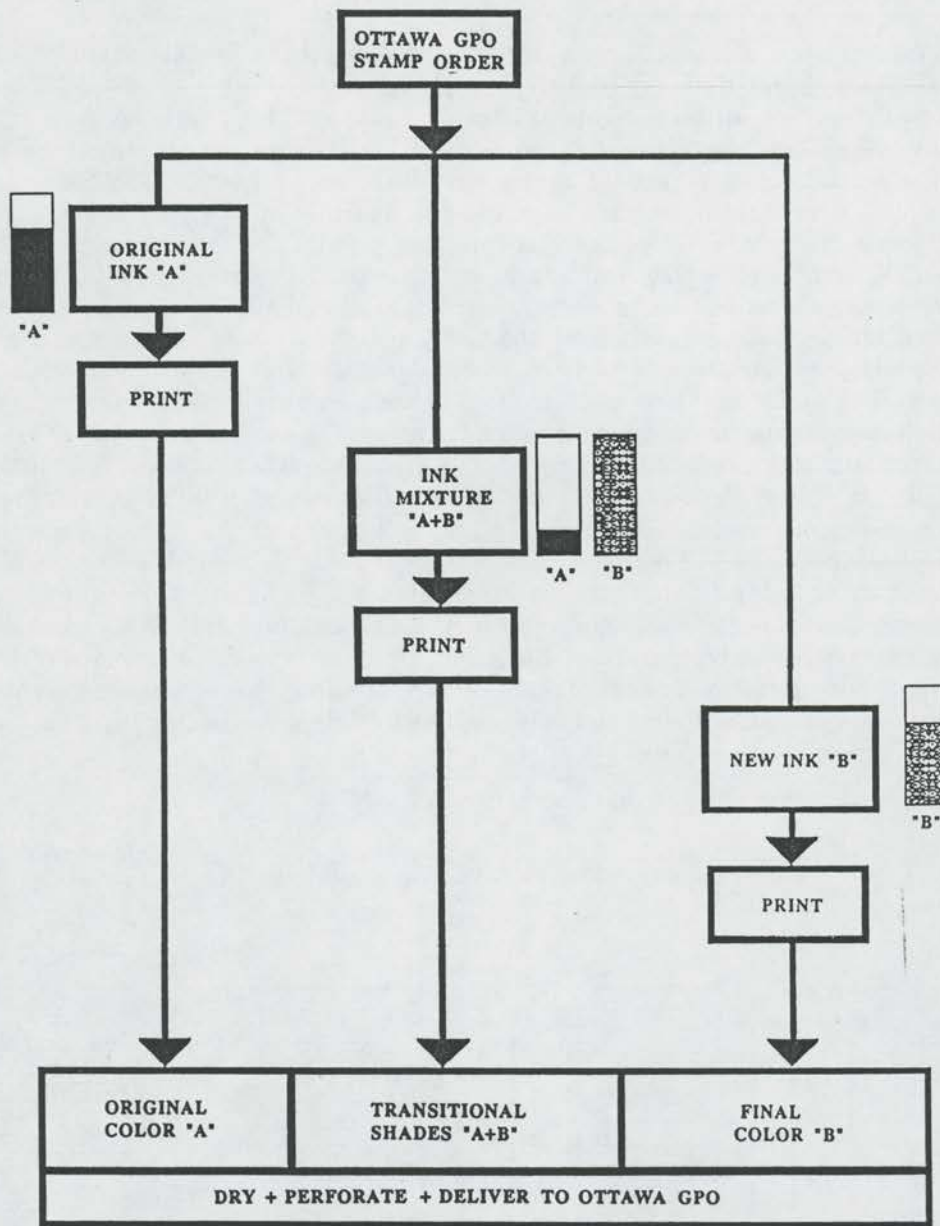 OTTAWA GPO
STAMP ORDER
ORIGINAL
INK "A"
"A"
PRINT
INK
MIXTURE
"A+B"
"A"
"B"
PRINT
NEW INK "B"
"B"
PRINT
ORIGINAL
COLOR "A"
TRANSITIONAL
SHADES "A+B"
FINAL
COLOR "B"
DRY + PERFORATE + DELIVER TO OTTAWA GPO